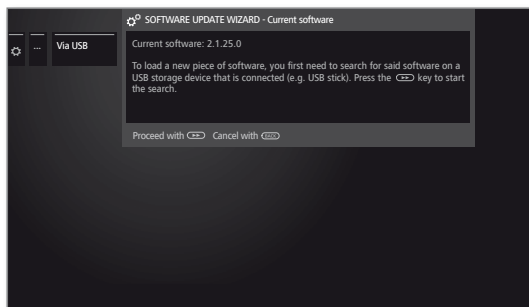 SOFTWARE UPDATE WIZARD - Current software
... Via USB
Current software: 2.1.25.0
To load a new piece of software, you first need to search for said software on a
USB storage device that is connected (e.g. USB stick). Press the key to start
the search.
Proceed with Cancel with BACK